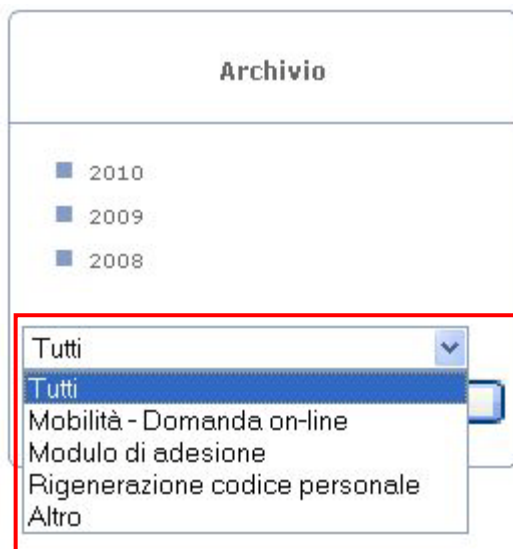 Archivio
2010
2009
2008
Tutti
Tutti
Mobilità - Domanda on-line
Modulo di adesione
Rigenerazione codice personale
Altro